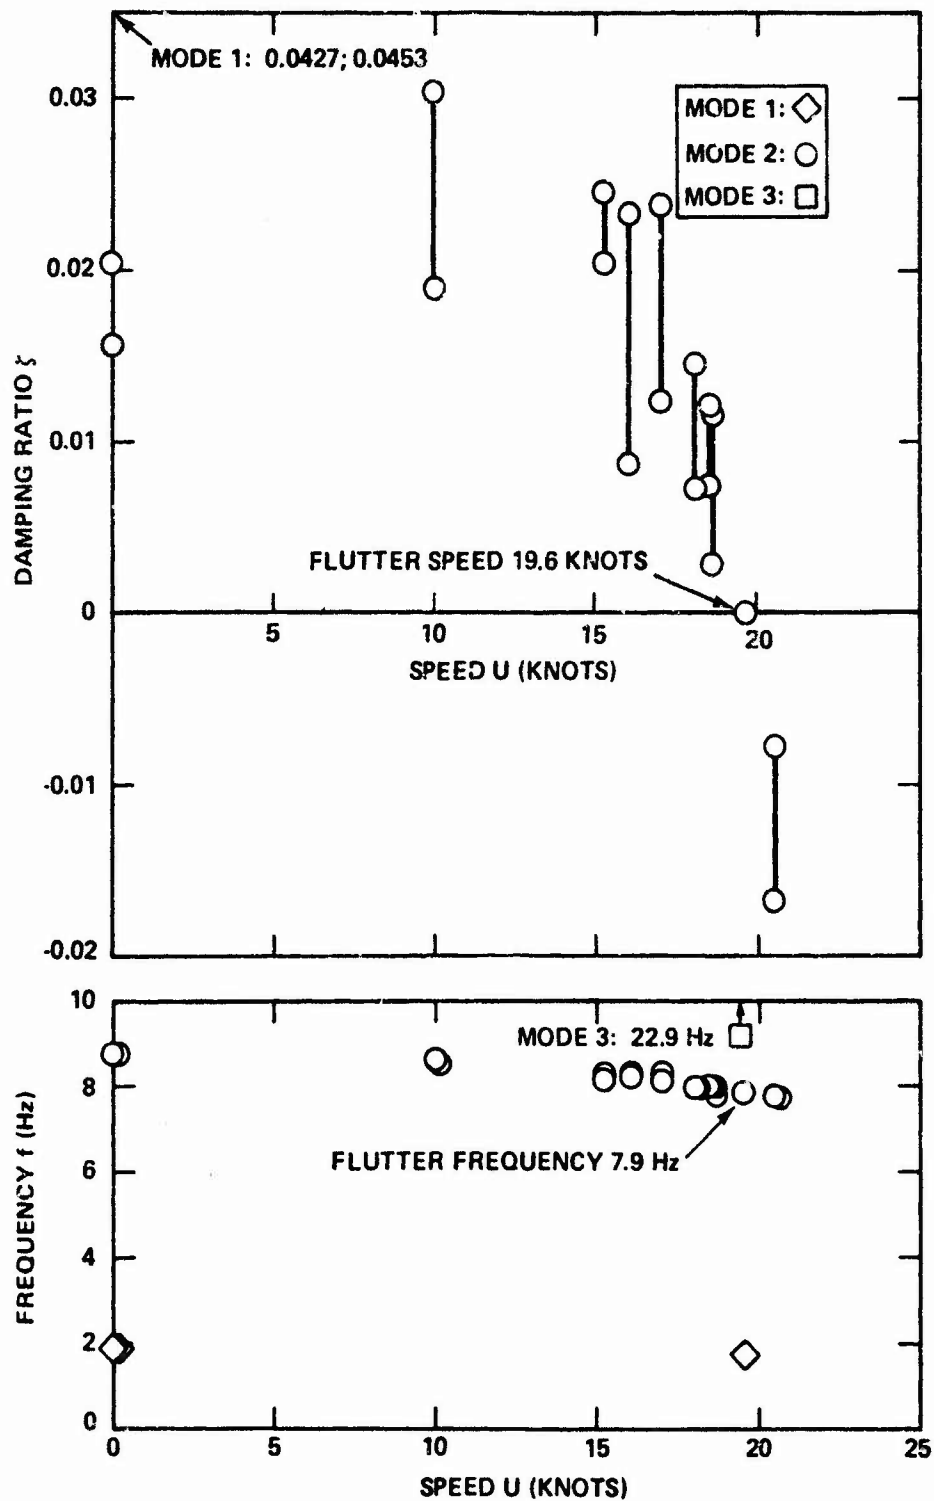 MODE 1: 0.0427; 0.0453
0.03
MODE 1:
MODE 2:
MODE 3:
0.02
0.01
DAMPING RATIO ζ
FLUTTER SPEED 19.6 KNOTS
0
5
10
15
20
SPEED U (KNOTS)
-0.01
-0.02
10
MODE 3: 22.9 Hz
8
FLUTTER FREQUENCY 7.9 Hz
6
FREQUENCY f (Hz)
4
2
0
0
5
10
15
20
25
SPEED U (KNOTS)